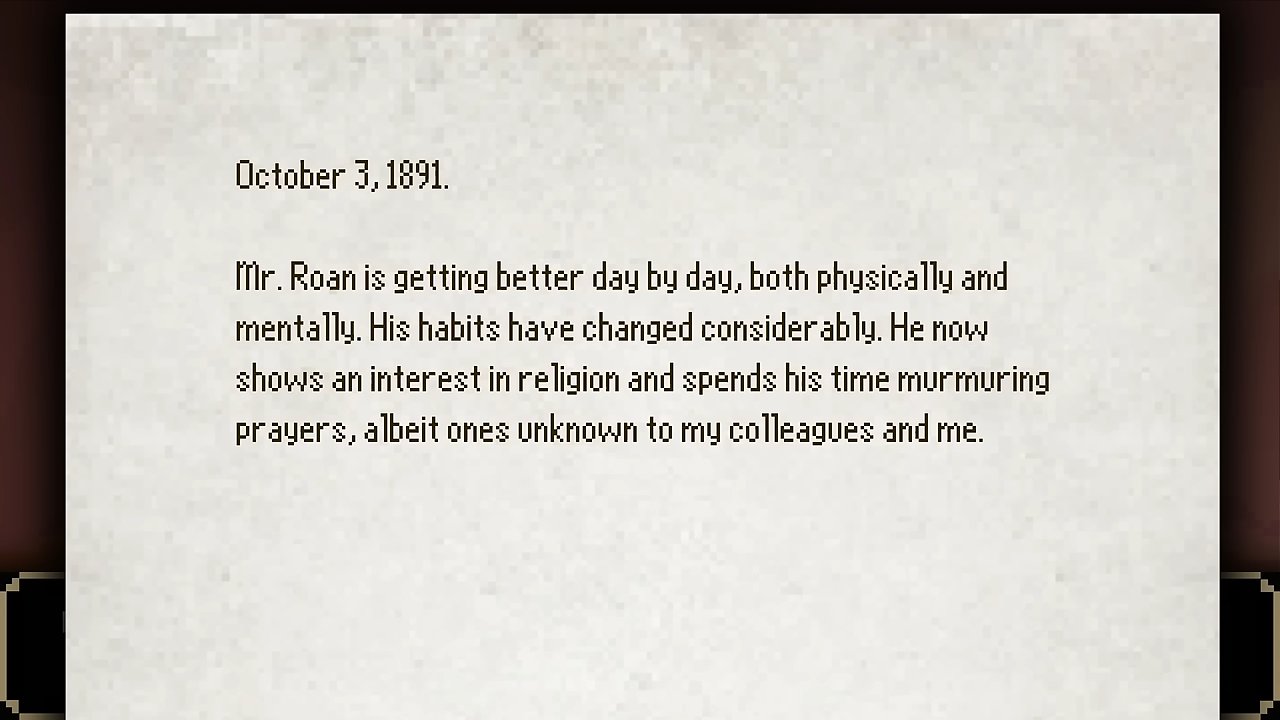 October 3, 1891.
Mr. Roan is getting better day by day, both physically and
mentally. His habits have changed considerably. He now
shows an interest in religion and spends his time murmuring
prayers, albeit ones unknown to my colleagues and me.